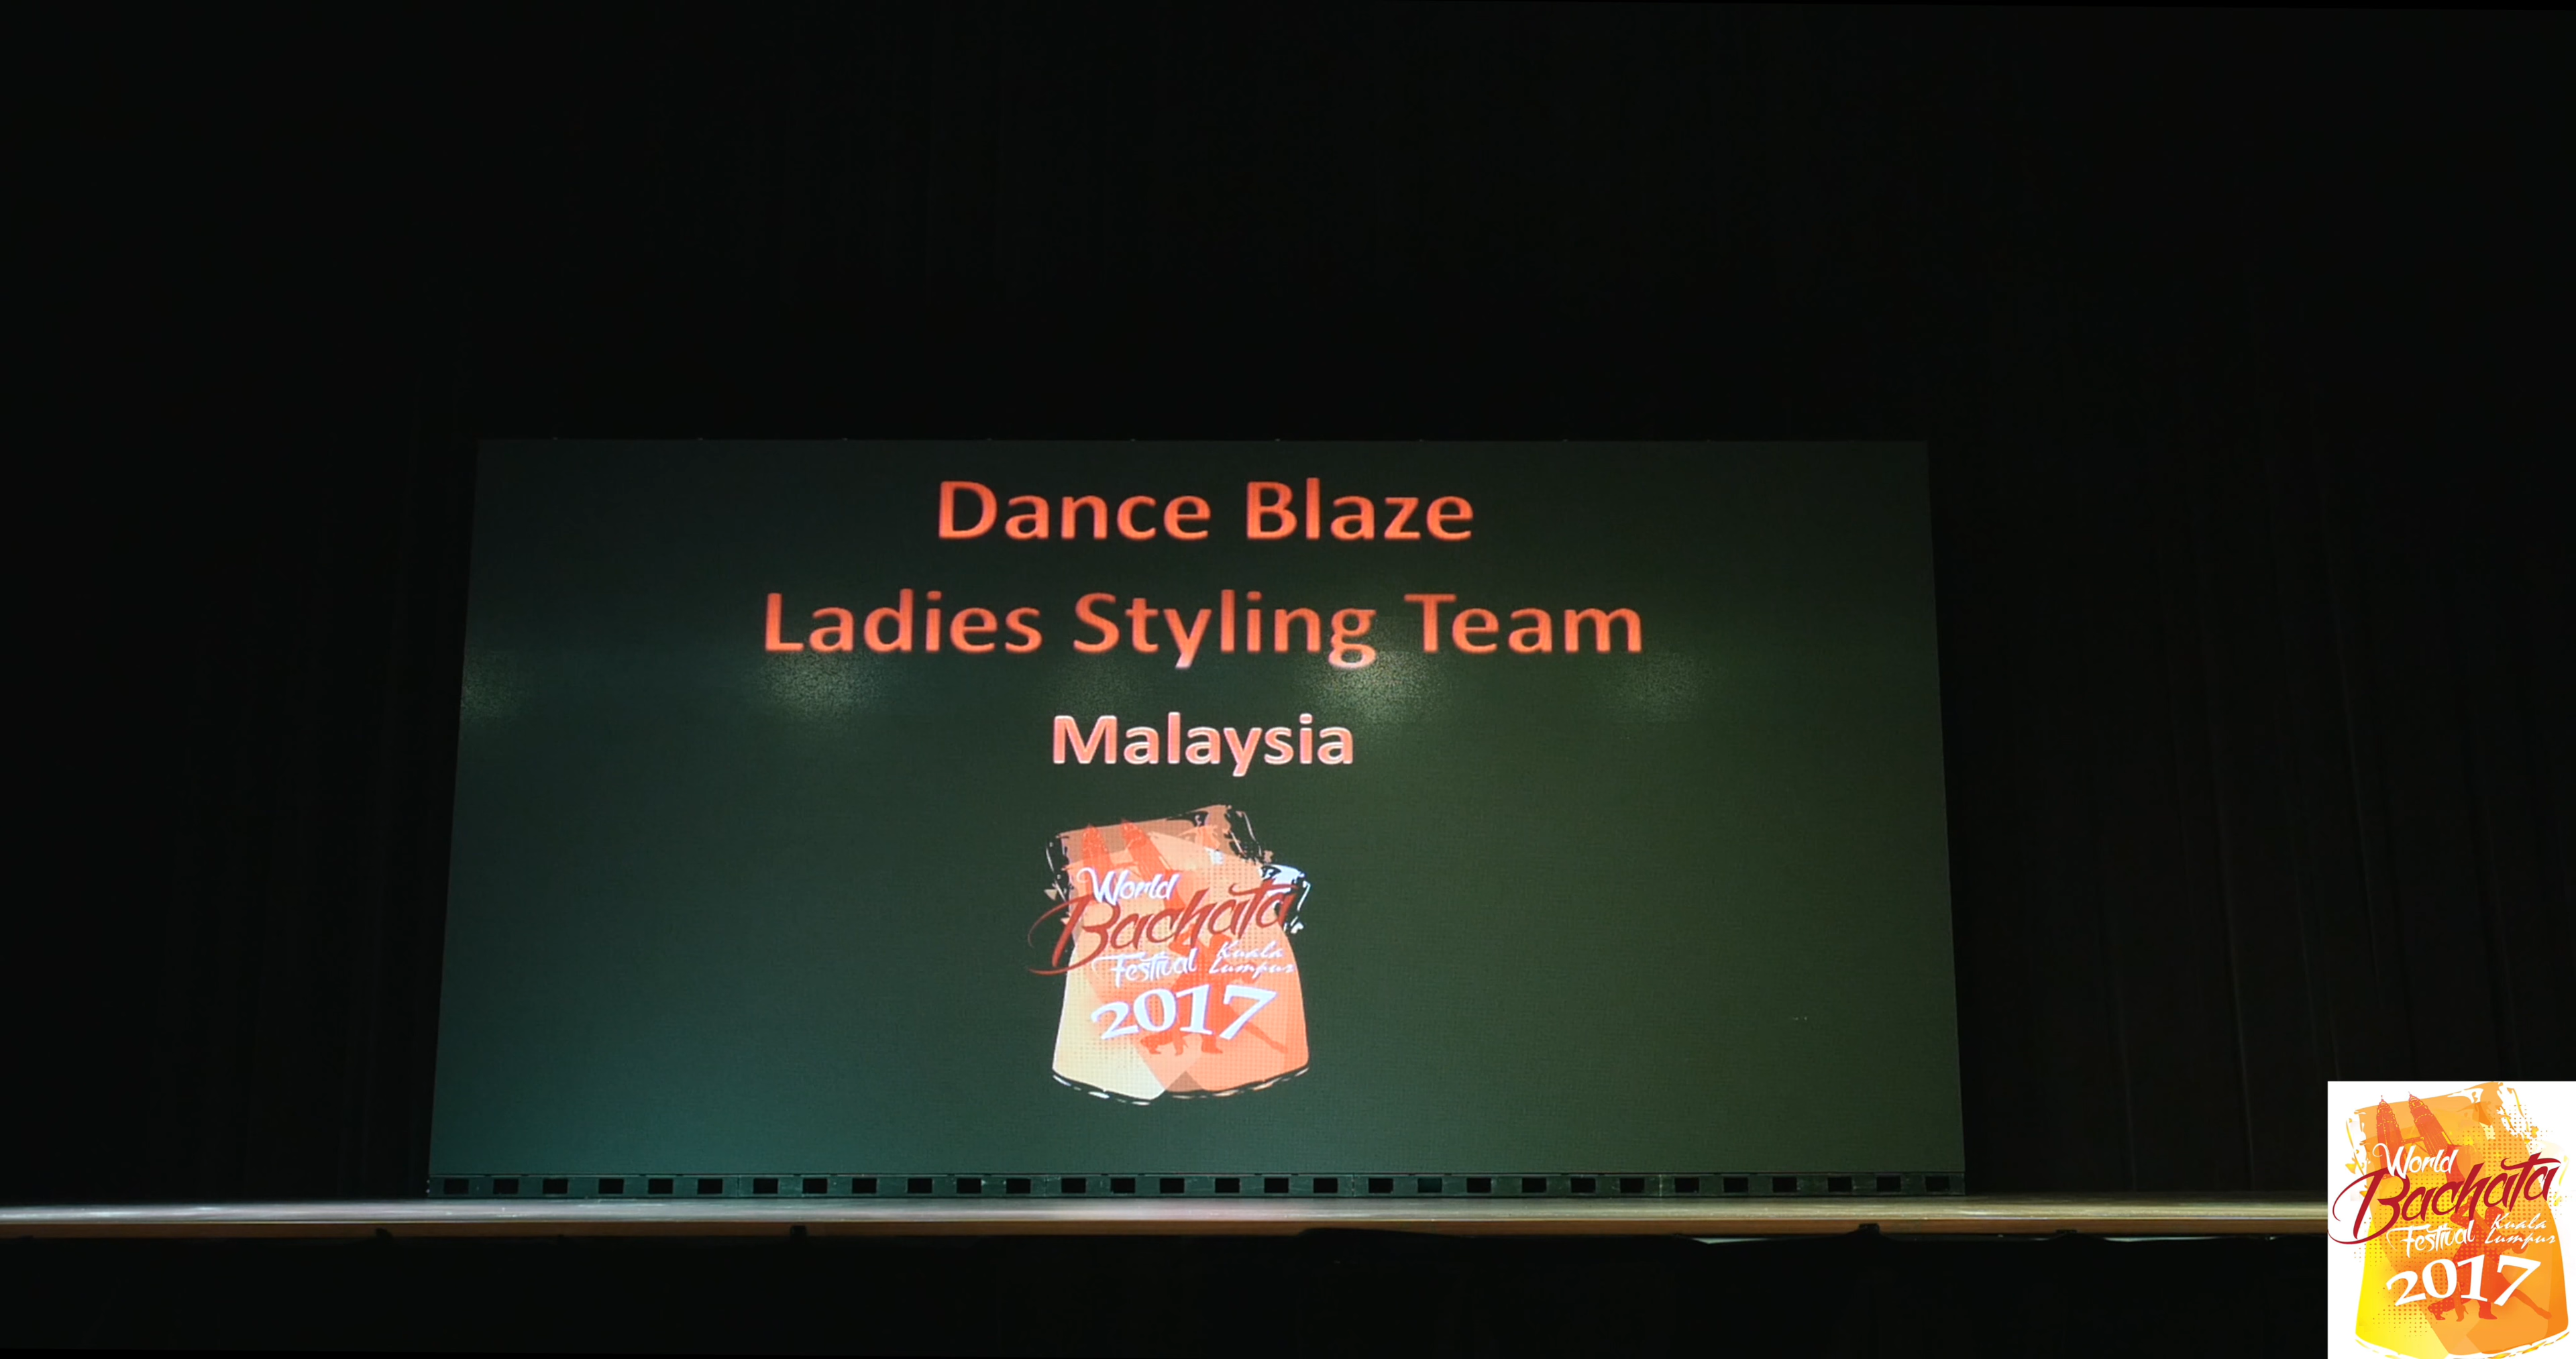 Dance Blaze
Ladies Styling Team
Malaysia
World
Bachata
Festival Kuala
Lumpur
2017
World
Bachata
Festival Kuala
Lumpur
2017